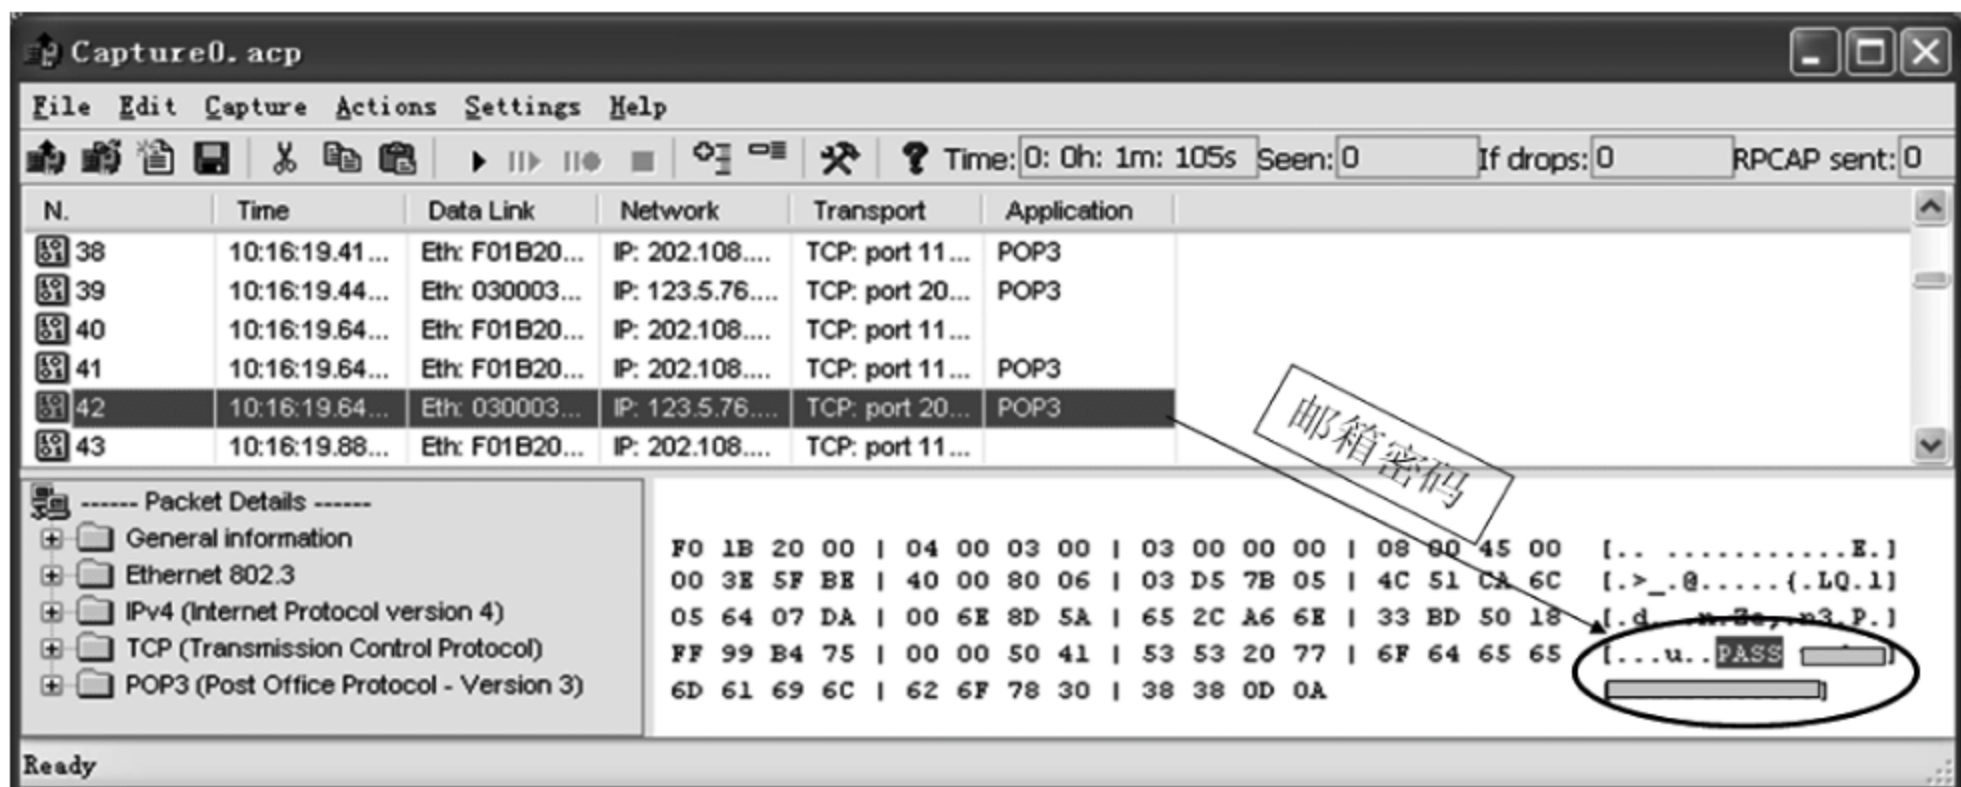 Capture0.acp
File Edit Capture Actions Settings Help
Time: 0: 0h: 1m: 105s Seen: 0 If drops: 0 RPCAP sent: 0
N. Time Data Link Network Transport Application
38 10:16:19.41... Eth: F01B20... IP: 202.108.... TCP: port 11... POP3
39 10:16:19.44... Eth: 030003... IP: 123.5.76.... TCP: port 20... POP3
40 10:16:19.64... Eth: F01B20... IP: 202.108.... TCP: port 11...
41 10:16:19.64... Eth: F01B20... IP: 202.108.... TCP: port 11... POP3
42 10:16:19.64... Eth: 030003... IP: 123.5.76.... TCP: port 20... POP3
43 10:16:19.88... Eth: F01B20... IP: 202.108.... TCP: port 11...
邮箱密码
------ Packet Details ------
General information
Ethernet 802.3
IPv4 (Internet Protocol version 4)
TCP (Transmission Control Protocol)
POP3 (Post Office Protocol - Version 3)
F0 1B 20 00 | 04 00 03 00 | 03 00 00 00 | 08 00 45 00 [.. ...........E.]
00 3E 5F BE | 40 00 80 06 | 03 D5 7B 05 | 4C 51 CA 6C [.>_.@.....{.LQ.l]
05 64 07 DA | 00 6E 8D 5A | 65 2C A6 6E | 33 BD 50 18 [.d...n.Ze,.n3.P.]
FF 99 B4 75 | 00 00 50 41 | 53 53 20 77 | 6F 64 65 65 [...u..PASS
6D 61 69 6C | 62 6F 78 30 | 38 38 0D 0A
Ready